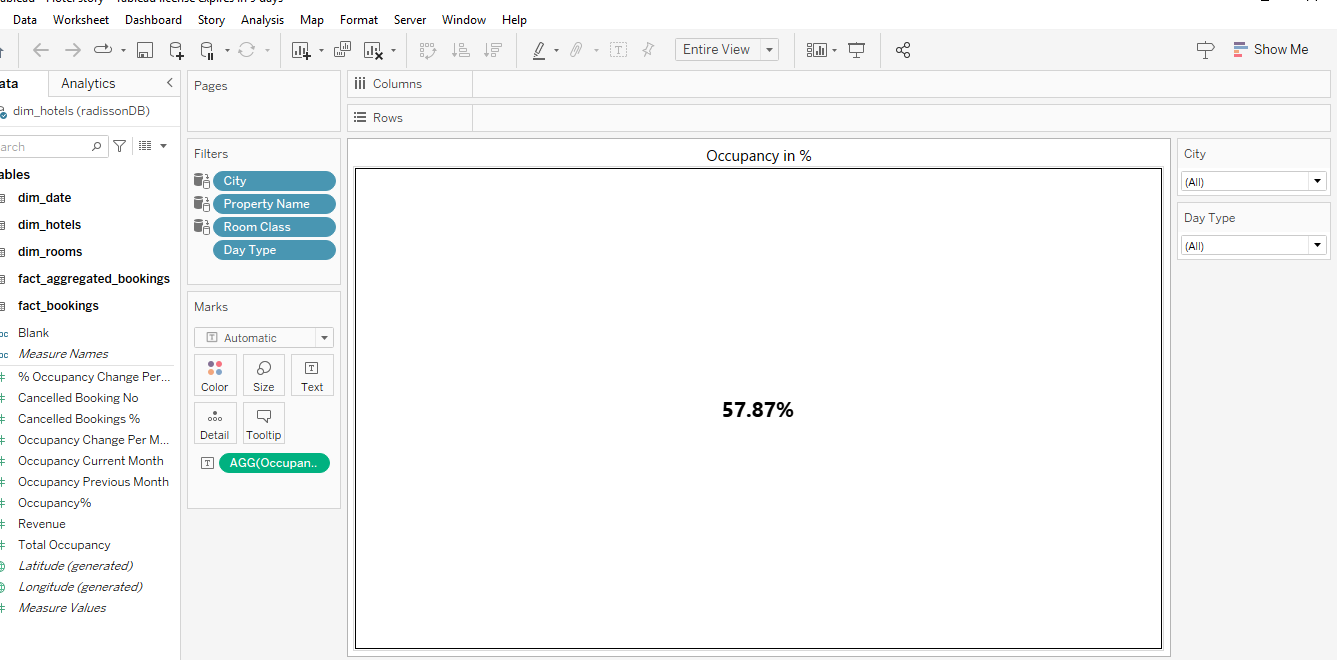 Data Worksheet Dashboard Story Analysis Map Format Server Window Help
Entire View
Show Me
ata Analytics
dim_hotels (radissonDB)
arch
ables
dim_date
dim_hotels
dim_rooms
fact_aggregated_bookings
fact_bookings
Blank
Measure Names
% Occupancy Change Per...
Cancelled Booking No
Cancelled Bookings %
Occupancy Change Per M...
Occupancy Current Month
Occupancy Previous Month
Occupancy%
Revenue
Total Occupancy
Latitude (generated)
Longitude (generated)
Measure Values
Pages
Filters
City
Property Name
Room Class
Day Type
Marks
Automatic
Color Size Text
Detail Tooltip
AGG(Occupan..
Columns
Rows
Occupancy in %
57.87%
City
(All)
Day Type
(All)